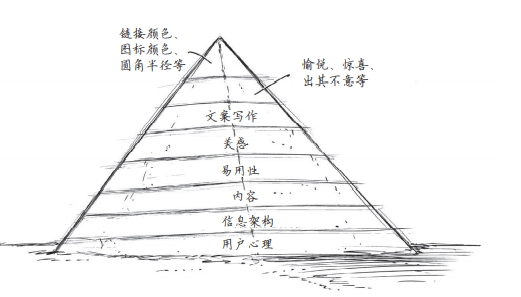 链接颜色、
图标颜色、
圆角半径等
愉悦、惊喜、
出其不意等
文案写作
美感
易用性
内容
信息架构
用户心理